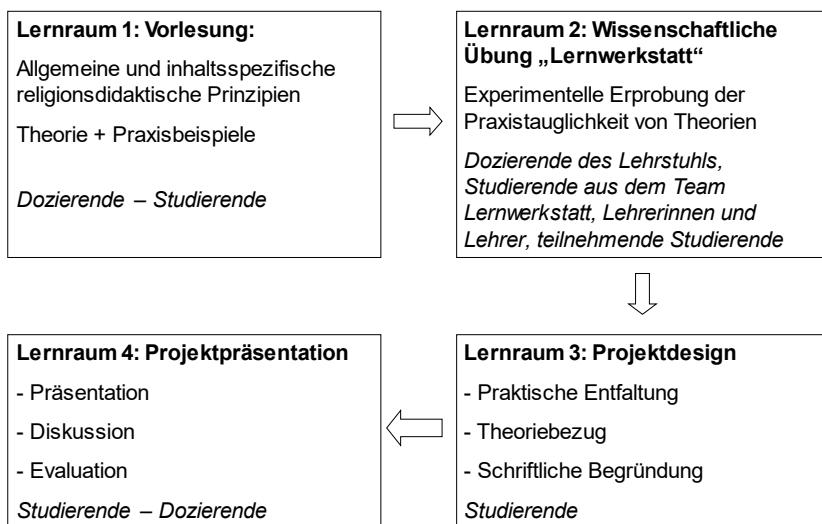 Lernraum 1: Vorlesung:
Allgemeine und inhaltsspezifische
religionsdidaktische Prinzipien
Theorie + Praxisbeispiele
Dozierende – Studierende
Lernraum 2: Wissenschaftliche
Übung „Lernwerkstatt“
Experimentelle Erprobung der
Praxistauglichkeit von Theorien
Dozierende des Lehrstuhls,
Studierende aus dem Team
Lernwerkstatt, Lehrerinnen und
Lehrer, teilnehmende Studierende
Lernraum 3: Projektdesign
- Praktische Entfaltung
- Theoriebezug
- Schriftliche Begründung
Studierende
Lernraum 4: Projektpräsentation
- Präsentation
- Diskussion
- Evaluation
Studierende – Dozierende